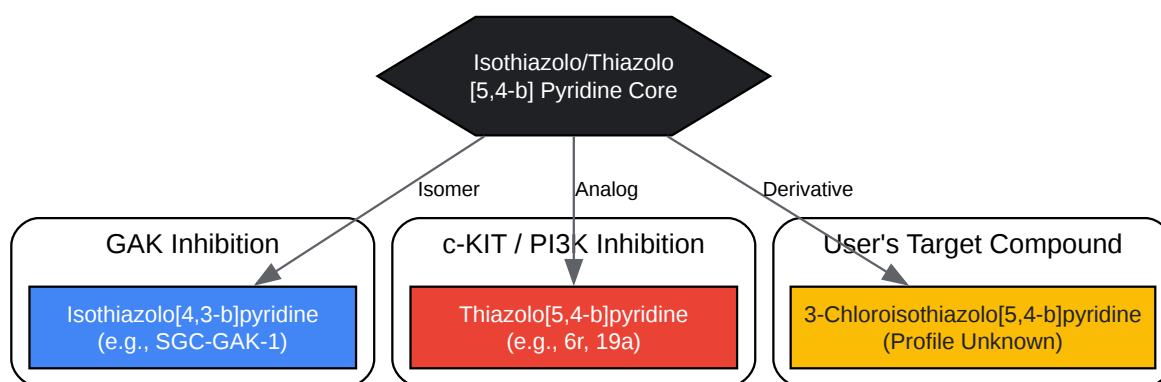 Isothiazolo/Thiazolo
[5,4-b] Pyridine Core
Isomer
Analog
Derivative
GAK Inhibition
c-KIT / PI3K Inhibition
User's Target Compound
Isothiazolo[4,3-b]pyridine
(e.g., SGC-GAK-1)
Thiazolo[5,4-b]pyridine
(e.g., 6r, 19a)
3-Chloroisothiazolo[5,4-b]pyridine
(Profile Unknown)